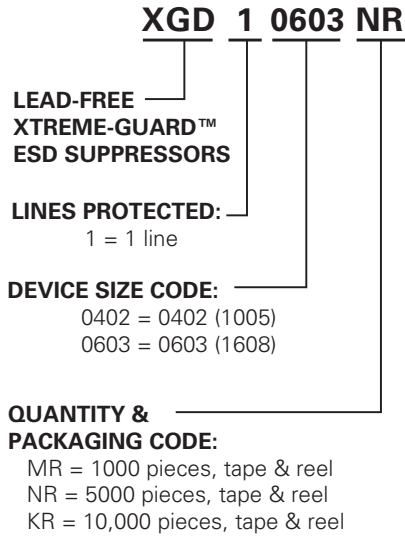 XGD 1 0603 NR
LEAD-FREE
XTREME-GUARD™
ESD SUPPRESSORS
LINES PROTECTED:
1 = 1 line
DEVICE SIZE CODE:
0402 = 0402 (1005)
0603 = 0603 (1608)
QUANTITY &
PACKAGING CODE:
MR = 1000 pieces, tape & reel
NR = 5000 pieces, tape & reel
KR = 10,000 pieces, tape & reel